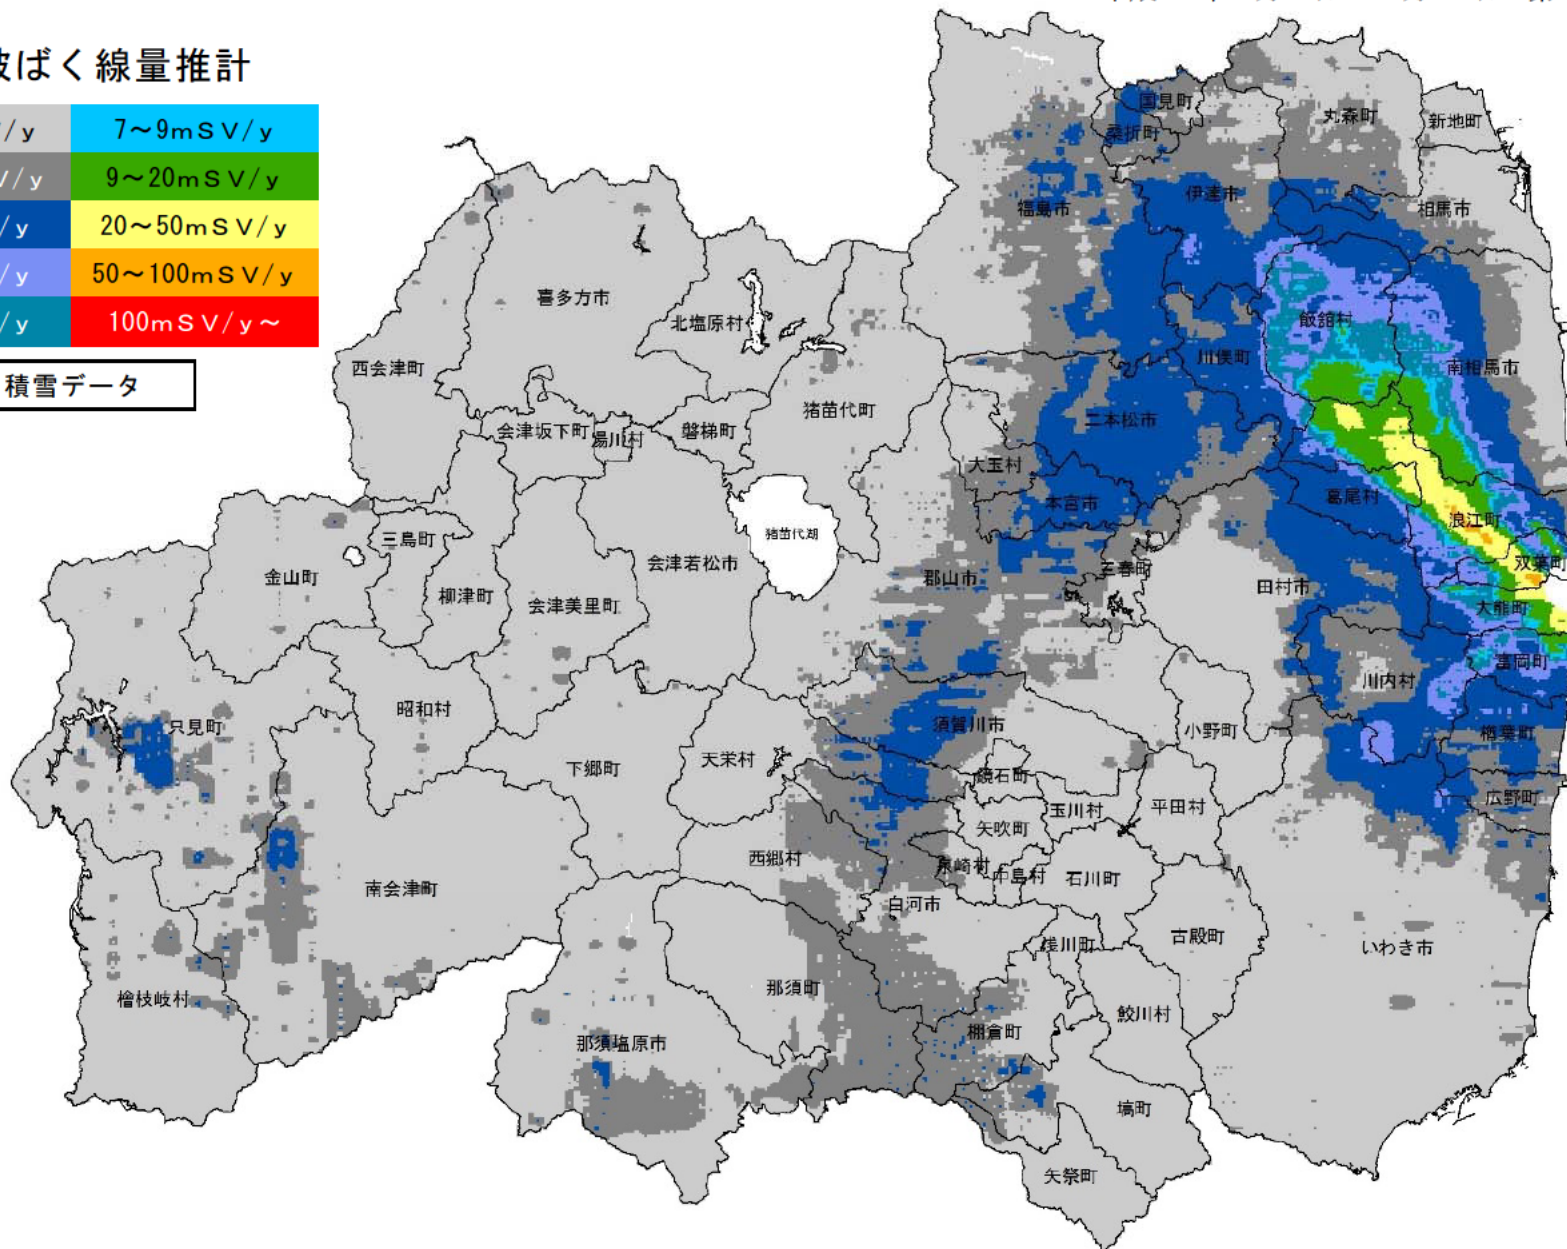 ばく線量推計
/y 7～9mSV/y
V/y 9～20mSV/y
/y 20～50mSV/y
/y 50～100mSV/y
/y 100mSV/y～
積雪データ
国見町
桑折町
丸森町
新地町
伊達市
福島市
相馬市
喜多方市
北塩原村
飯舘村
川俣町
南相馬市
西会津町
猪苗代町
二本松市
会津坂下町
湯川村
磐梯町
大玉村
本宮市
葛尾村
浪江町
猪苗代湖
三島町
会津若松市
双葉町
金山町
郡山市
三春町
田村市
柳津町
会津美里町
大熊町
富岡町
川内村
昭和村
只見町
須賀川市
小野町
楢葉町
下郷町
天栄村
鏡石町
広野町
玉川村
平田村
矢吹町
西郷村
泉崎村
中島村
石川町
南会津町
白河市
浅川町
古殿町
いわき市
檜枝岐村
那須町
鮫川村
棚倉町
那須塩原市
塙町
矢祭町